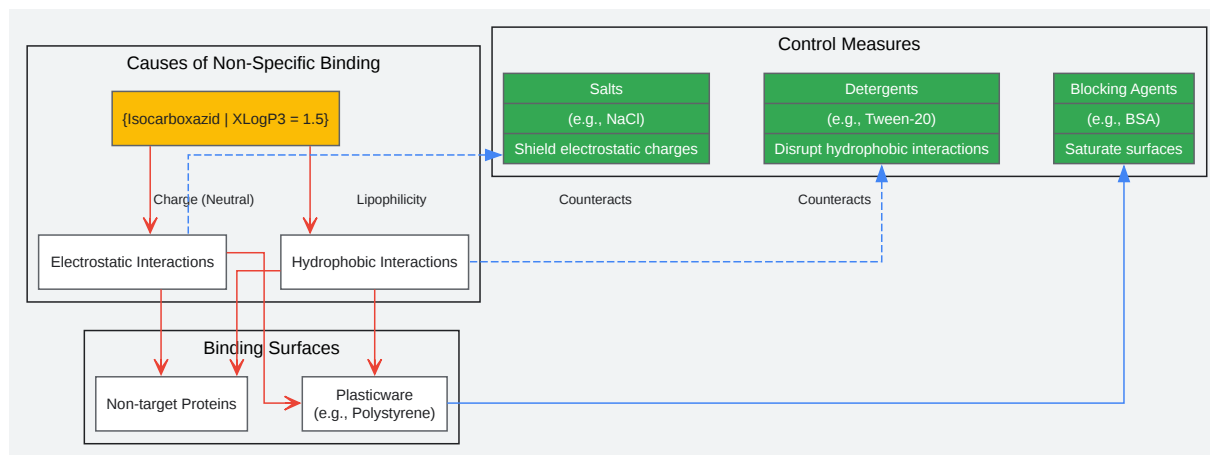 Causes of Non-Specific Binding
{Isocarboxazid | XLogP3 = 1.5}
Charge (Neutral)
Lipophilicity
Electrostatic Interactions
Hydrophobic Interactions
Binding Surfaces
Non-target Proteins
Plasticware
(e.g., Polystyrene)
Control Measures
Salts
(e.g., NaCl)
Shield electrostatic charges
Detergents
(e.g., Tween-20)
Disrupt hydrophobic interactions
Blocking Agents
(e.g., BSA)
Saturate surfaces
Counteracts
Counteracts